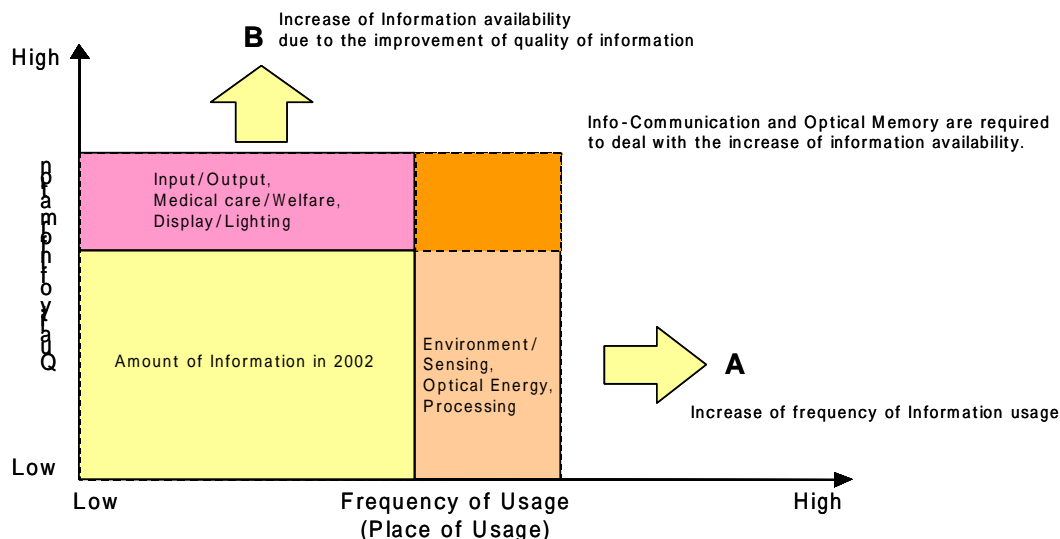 Increase of Information availability
B due to the improvement of quality of information
High
Info-Communication and Optical Memory are required
to deal with the increase of information availability.
Quality of Information
Input/Output,
Medical care/Welfare,
Display/Lighting
Amount of Information in 2002
Environment/
Sensing,
Optical Energy,
Processing
A
Increase of frequency of Information usage
Low
Low
Frequency of Usage
(Place of Usage)
High